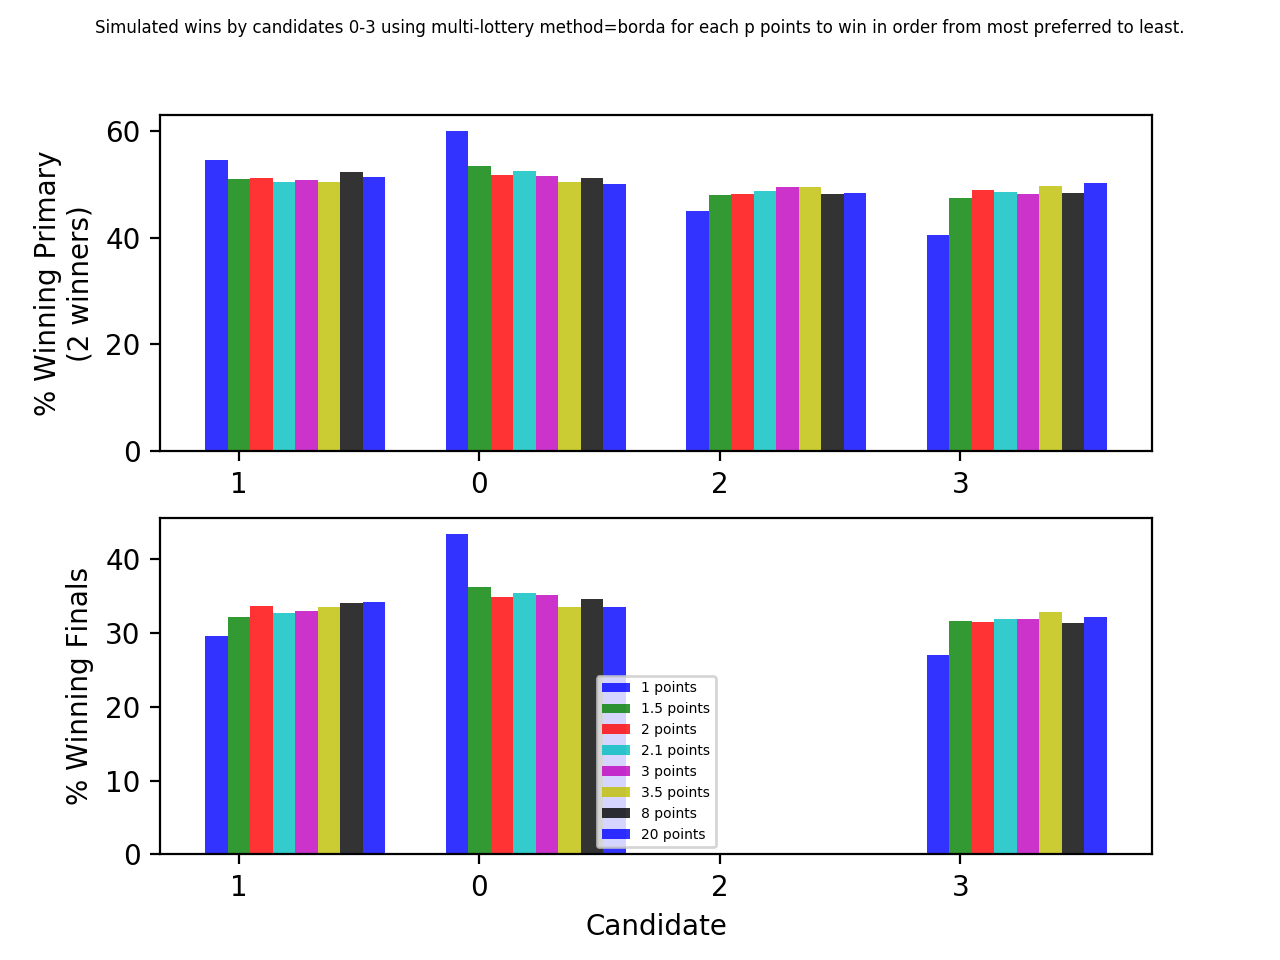 Simulated wins by candidates 0-3 using multi-lottery method=borda for each p points to win in order from most preferred to least.
% Winning Primary
(2 winners)
60
40
20
0
1 0 2 3
% Winning Finals
40
30
20
10
0
1 points
1.5 points
2 points
2.1 points
3 points
3.5 points
8 points
20 points
1 0 2 3
Candidate